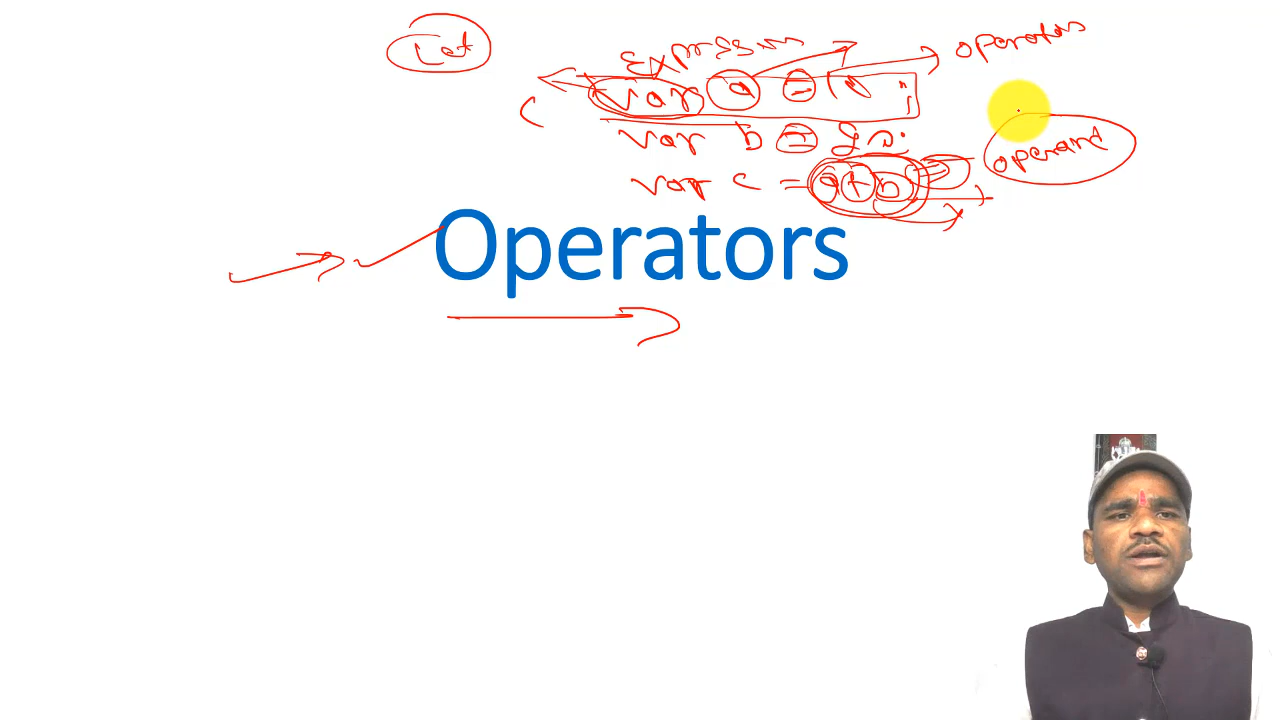 Let
Expression
operators
var a = 10 ;
var b = 20;
operand
var c = a+b
Operators